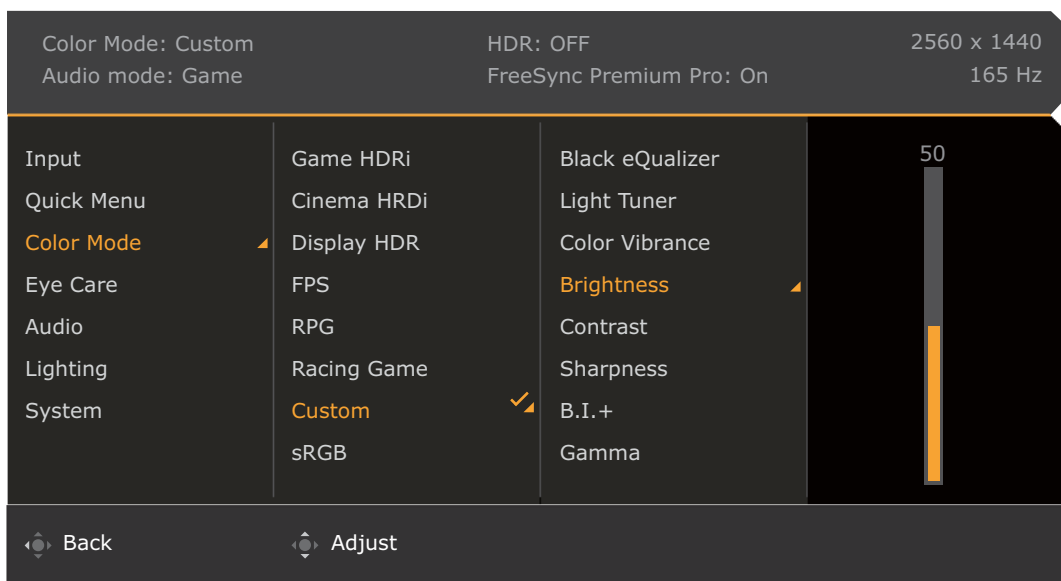 Color Mode: Custom
Audio mode: Game
HDR: OFF
FreeSync Premium Pro: On
2560 x 1440
165 Hz
Input
Quick Menu
Color Mode
Eye Care
Audio
Lighting
System
Game HDRi
Cinema HRDi
Display HDR
FPS
RPG
Racing Game
Custom
sRGB
Black eQualizer
Light Tuner
Color Vibrance
Brightness
Contrast
Sharpness
B.I.+
Gamma
50
Back
Adjust